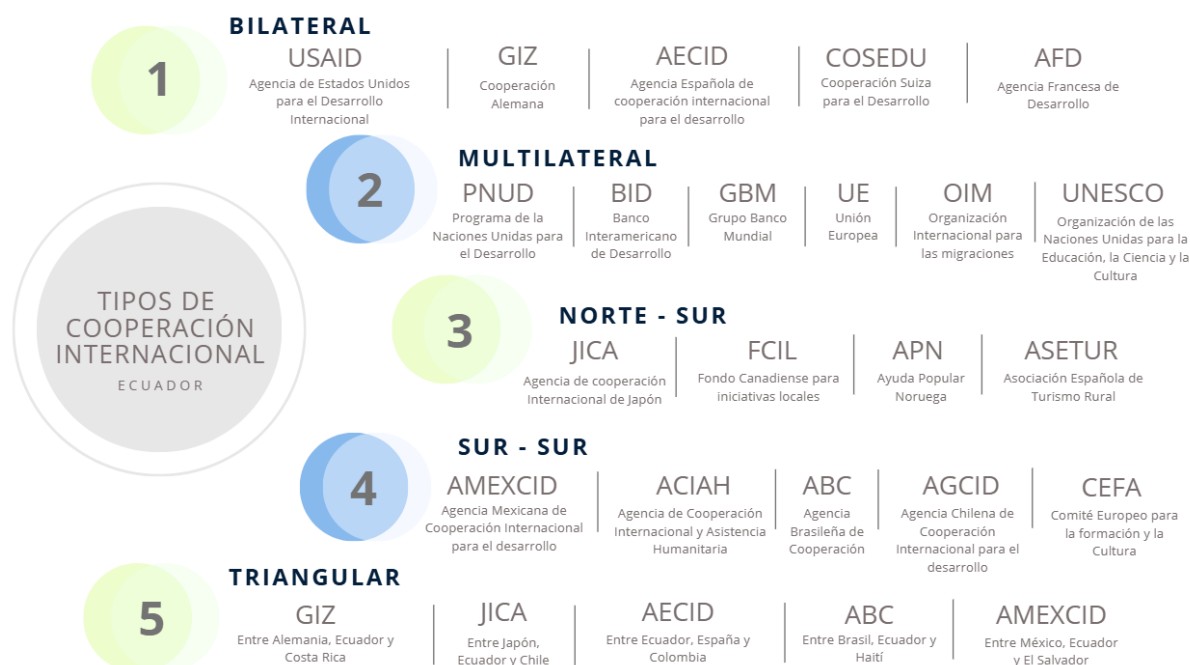 1
BILATERAL
USAID
Agencia de Estados Unidos
para el Desarrollo
Internacional
GIZ
Cooperación
Alemana
AECID
Agencia Española de
cooperación internacional
para el desarrollo
COSEDU
Cooperación Suiza
para el Desarrollo
AFD
Agencia Francesa de
Desarrollo
2
MULTILATERAL
PNUD
Programa de la
Naciones Unidas para
el Desarrollo
BID
Banco
Interamericano
de Desarrollo
GBM
Grupo Banco
Mundial
UE
Unión
Europea
OIM
Organización
Internacional para
las migraciones
UNESCO
Organización de las
Naciones Unidas para la
Educación, la Ciencia y la
Cultura
TIPOS DE
COOPERACIÓN
INTERNACIONAL
ECUADOR
3
NORTE - SUR
JICA
Agencia de cooperación
Internacional de Japón
FCIL
Fondo Canadiense para
iniciativas locales
APN
Ayuda Popular
Noruega
ASETUR
Asociación Española de
Turismo Rural
4
SUR - SUR
AMEXCID
Agencia Mexicana de
Cooperación Internacional
para el desarrollo
ACIAH
Agencia de Cooperación
Internacional y Asistencia
Humanitaria
ABC
Agencia
Brasileña de
Cooperación
AGCID
Agencia Chilena de
Cooperación
Internacional para el
desarrollo
CEFA
Comité Europeo para
la formación y la
Cultura
5
TRIANGULAR
GIZ
Entre Alemania, Ecuador y
Costa Rica
JICA
Entre Japón,
Ecuador y Chile
AECID
Entre Ecuador, España y
Colombia
ABC
Entre Brasil, Ecuador y
Haití
AMEXCID
Entre México, Ecuador
y El Salvador